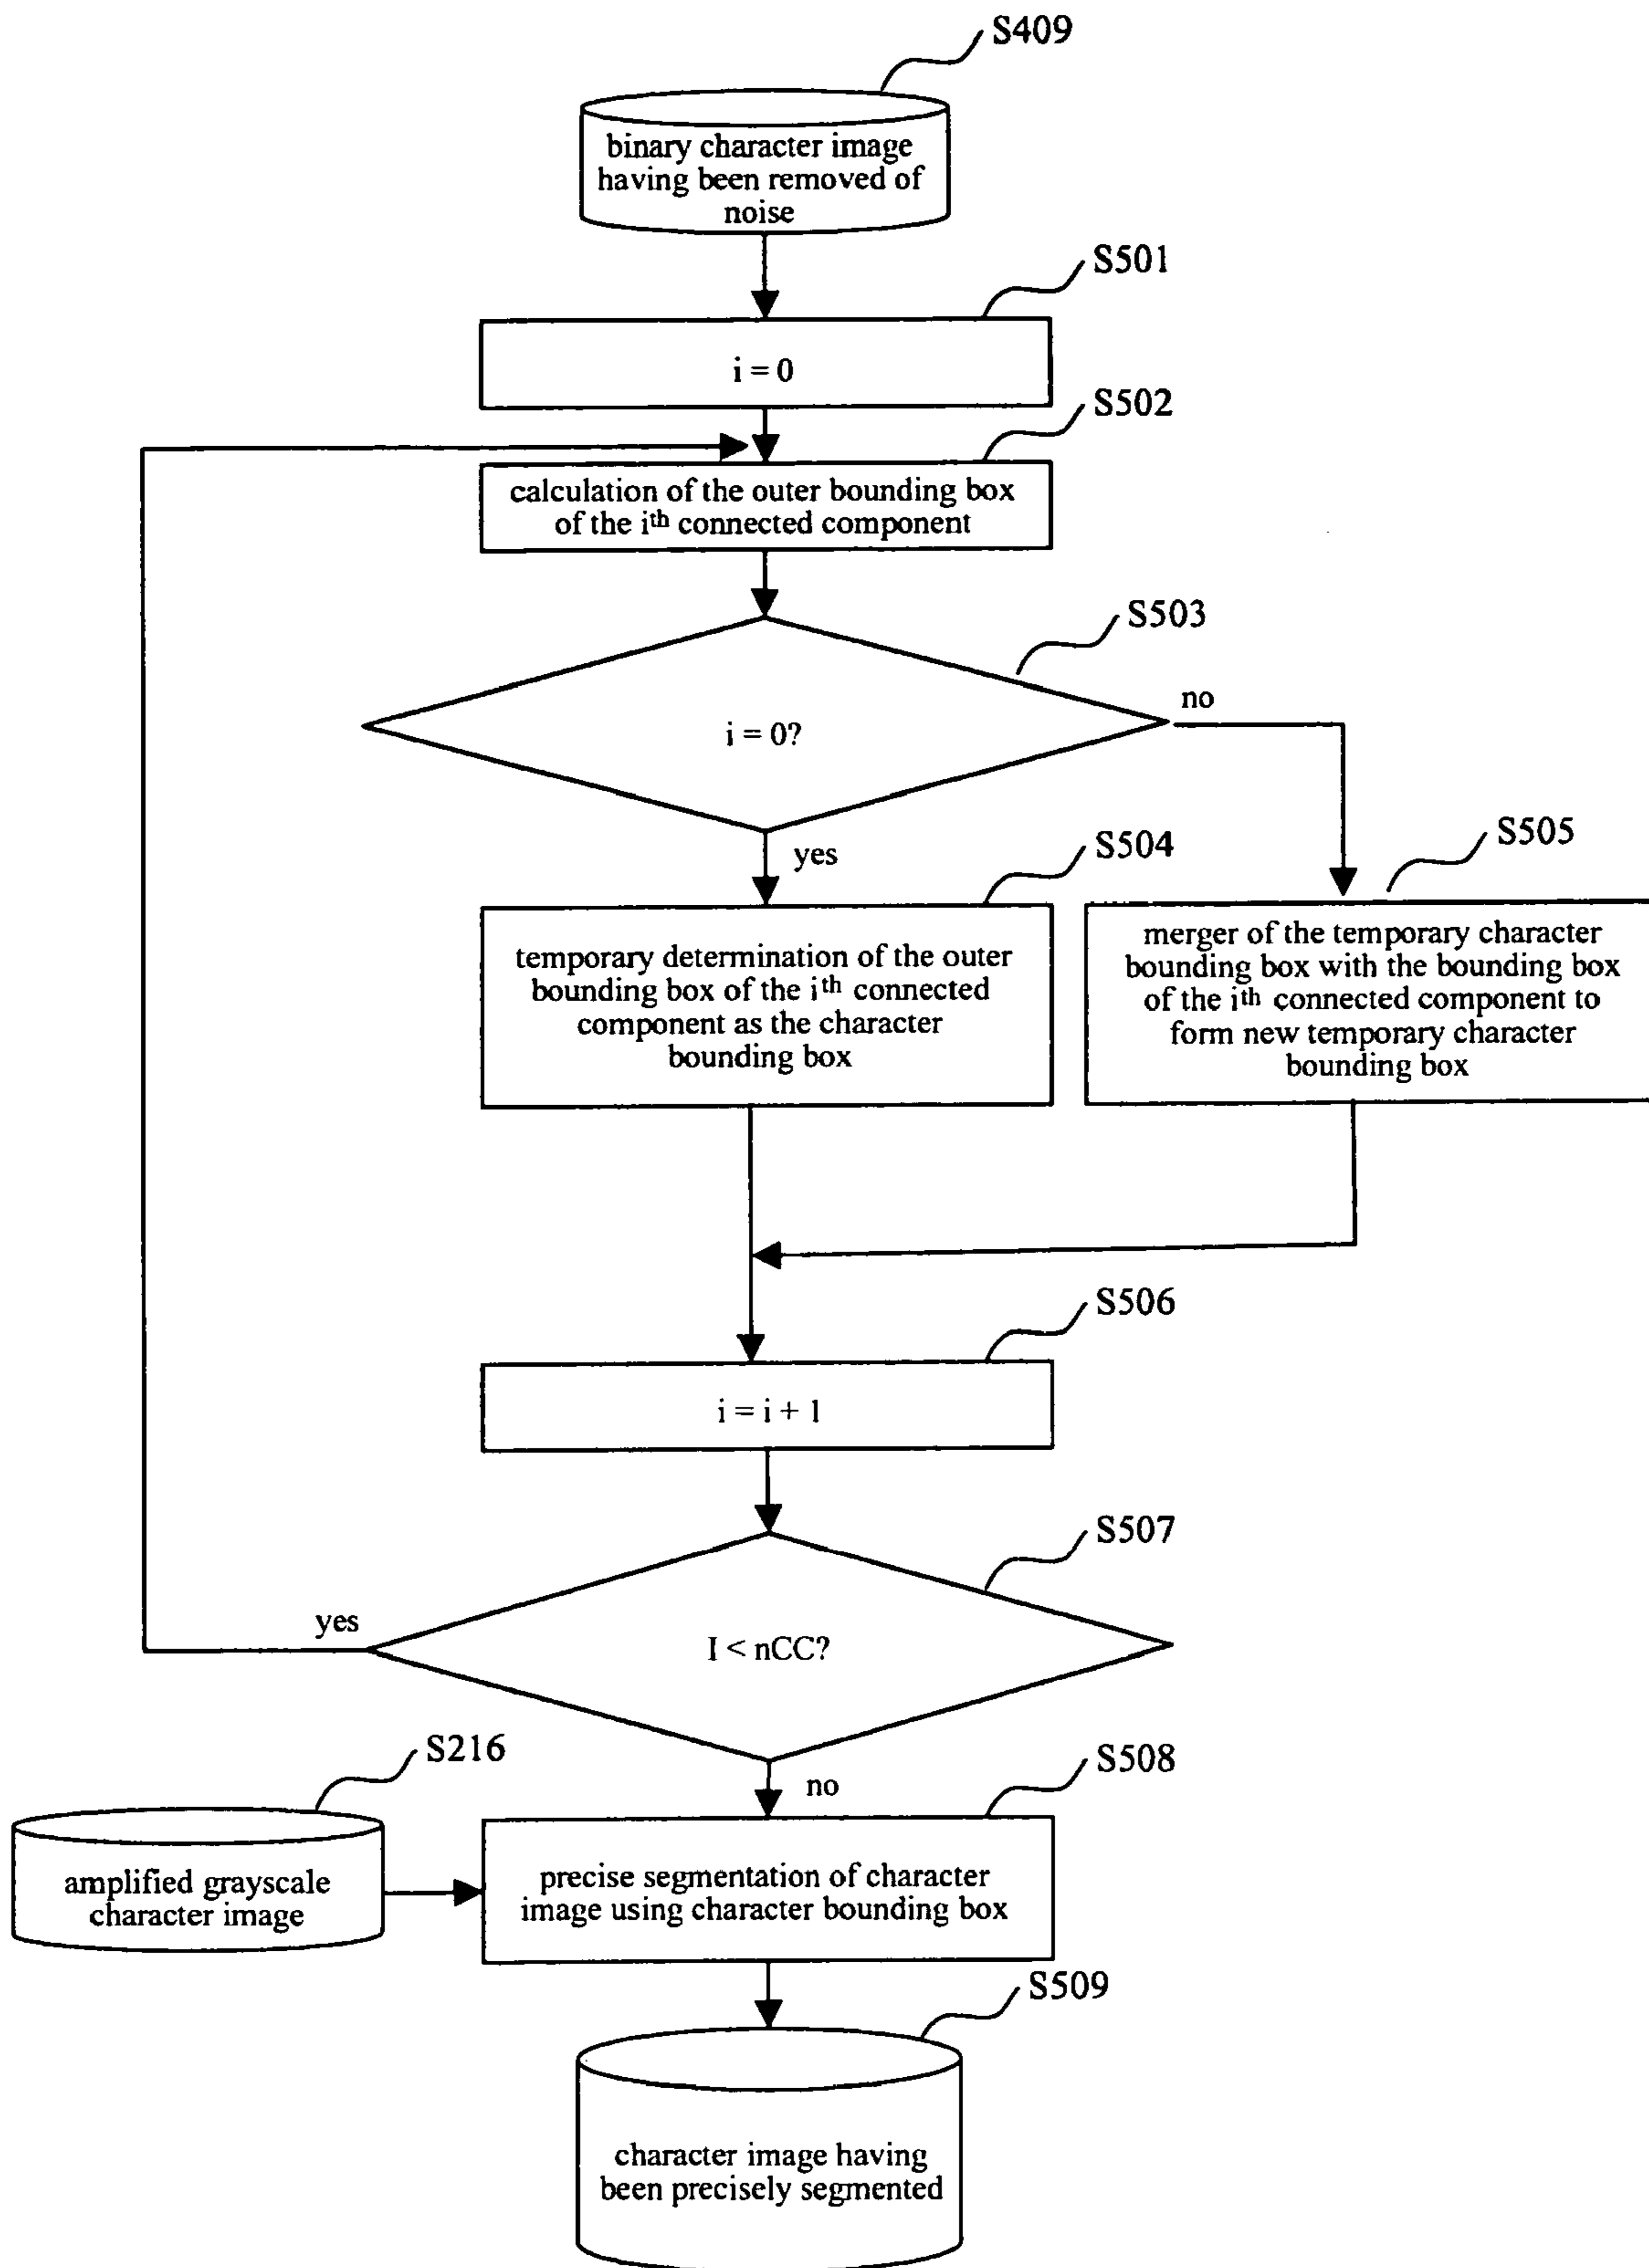 S409
binary character image
having been removed of
noise
S501
i = 0
S502
calculation of the outer bounding box
of the ith connected component
S503
i = 0?
no
yes
S504
temporary determination of the outer
bounding box of the ith connected
component as the character
bounding box
S505
merger of the temporary character
bounding box with the bounding box
of the ith connected component to
form new temporary character
bounding box
S506
i = i + 1
S507
yes
I < nCC?
no
S216
amplified grayscale
character image
S508
precise segmentation of character
image using character bounding box
S509
character image having
been precisely segmented